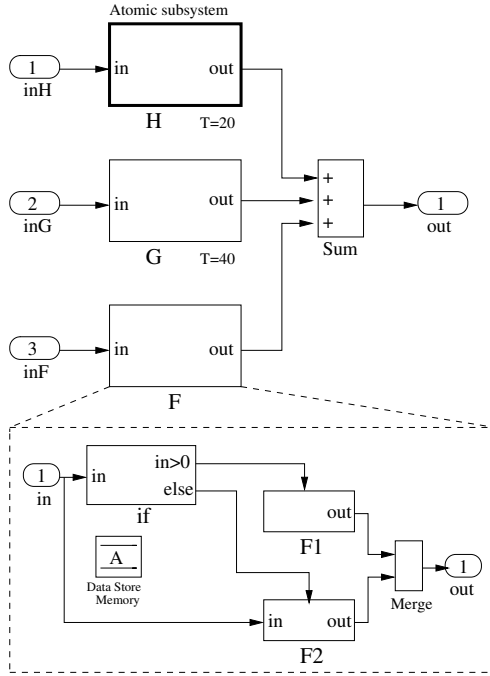 Atomic subsystem
1
in
out
inH
H
T=20
+
2
in
out
+
1
inG
+
out
G
T=40
Sum
3
in
out
inF
F
in>0
1
in
else
in
if
out
A
F1
1
Data Store
Memory
out
Merge
in
out
F2